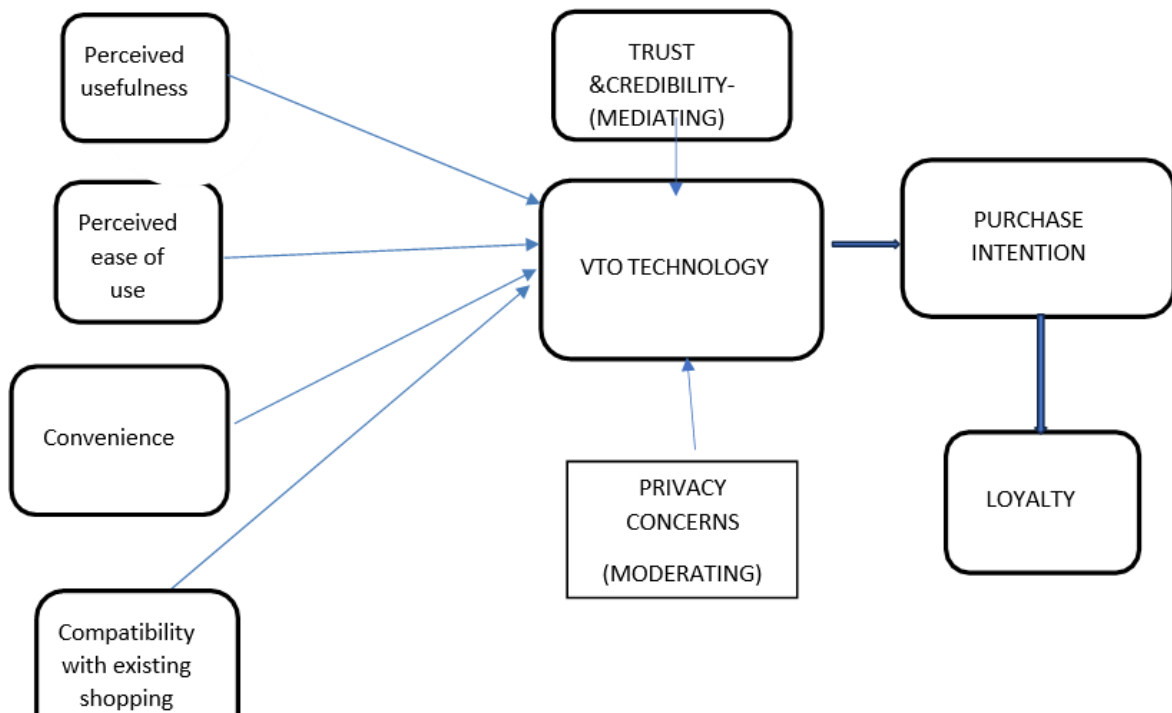 Perceived
usefulness
TRUST
&CREDIBILITY-
(MEDIATING)
Perceived
ease of
use
VTO TECHNOLOGY
PURCHASE
INTENTION
Convenience
PRIVACY
CONCERNS
(MODERATING)
LOYALTY
Compatibility
with existing
shopping